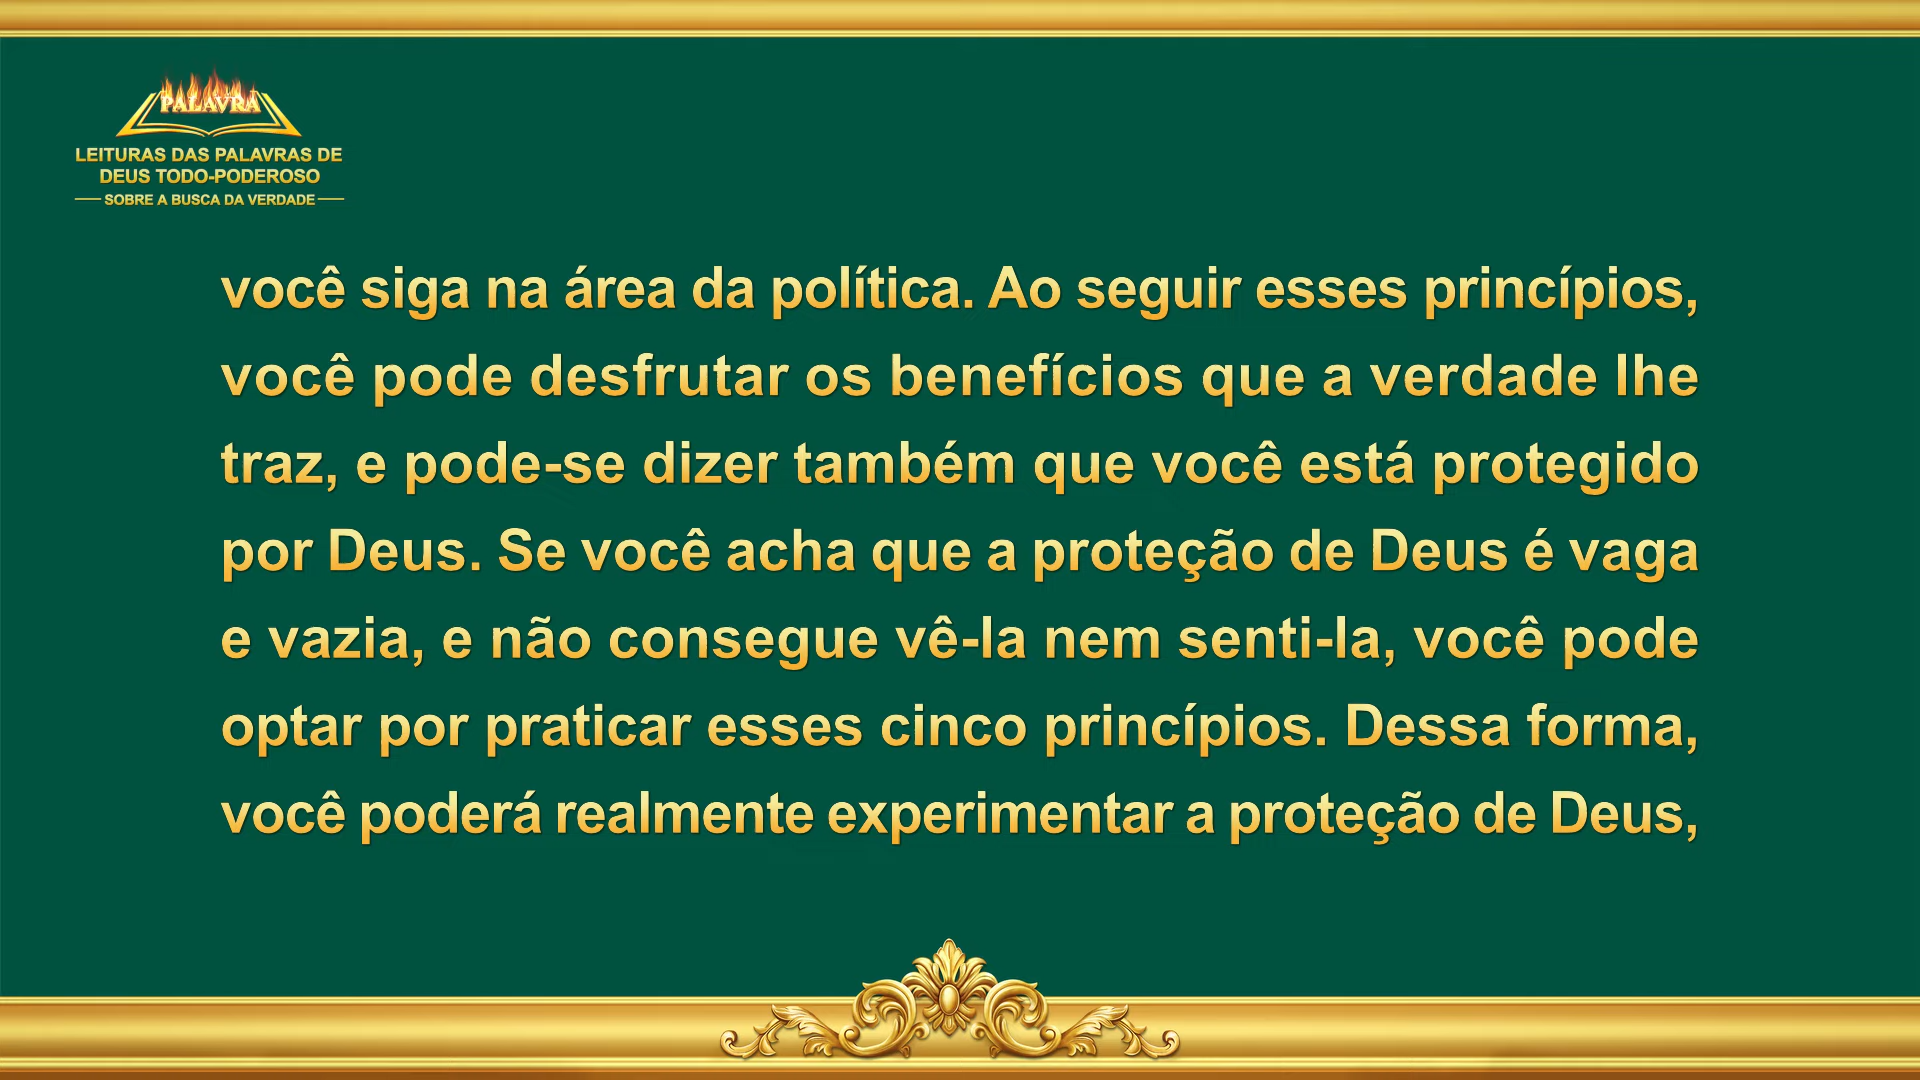 PALAVRA
LEITURAS DAS PALAVRAS DE
DEUS TODO-PODEROSO
SOBRE A BUSCA DA VERDADE
você siga na área da política. Ao seguir esses princípios,
você pode desfrutar os benefícios que a verdade lhe
traz, e pode-se dizer também que você está protegido
por Deus. Se você acha que a proteção de Deus é vaga
e vazia, e não consegue vê-la nem senti-la, você pode
optar por praticar esses cinco princípios. Dessa forma,
você poderá realmente experimentar a proteção de Deus,